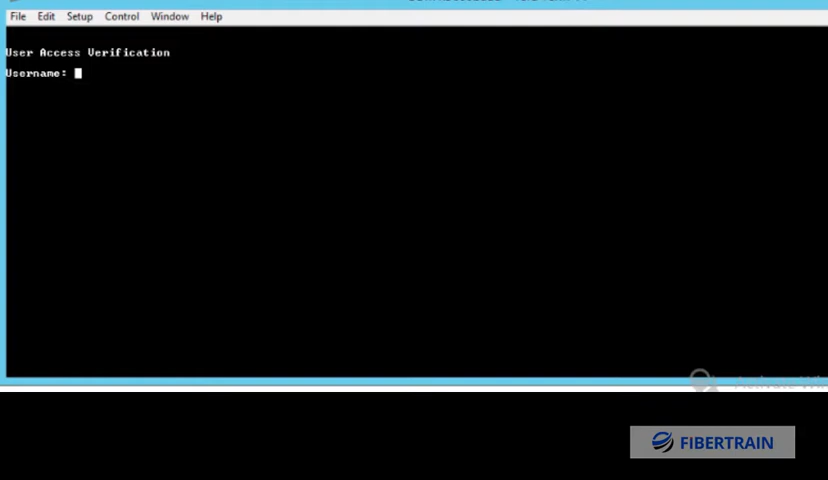 File Edit Setup Control Window Help
User Access Verification
Username:
FIBERTRAIN